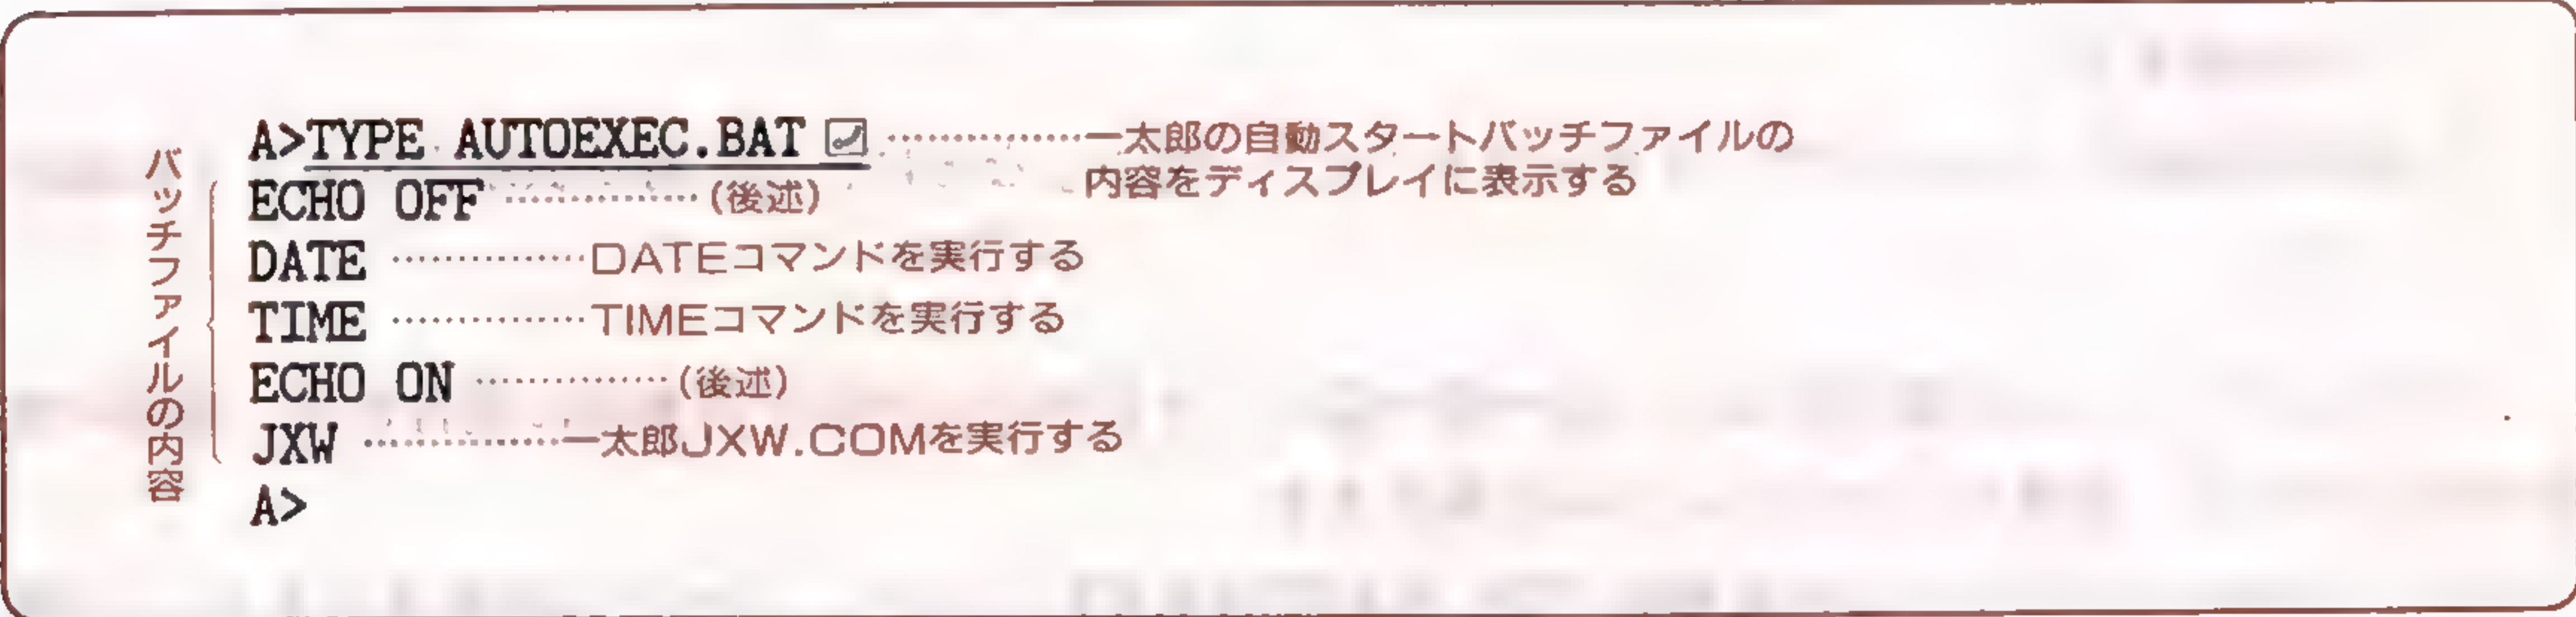 A>TYPE AUTOEXEC.BAT ⏎ ……………一太郎の自動スタートバッチファイルの
内容をディスプレイに表示する
バッチファイルの内容
ECHO OFF ……………(後述)
DATE ……………DATEコマンドを実行する
TIME ……………TIMEコマンドを実行する
ECHO ON ……………(後述)
JXW ……………一太郎JXW.COMを実行する
A>